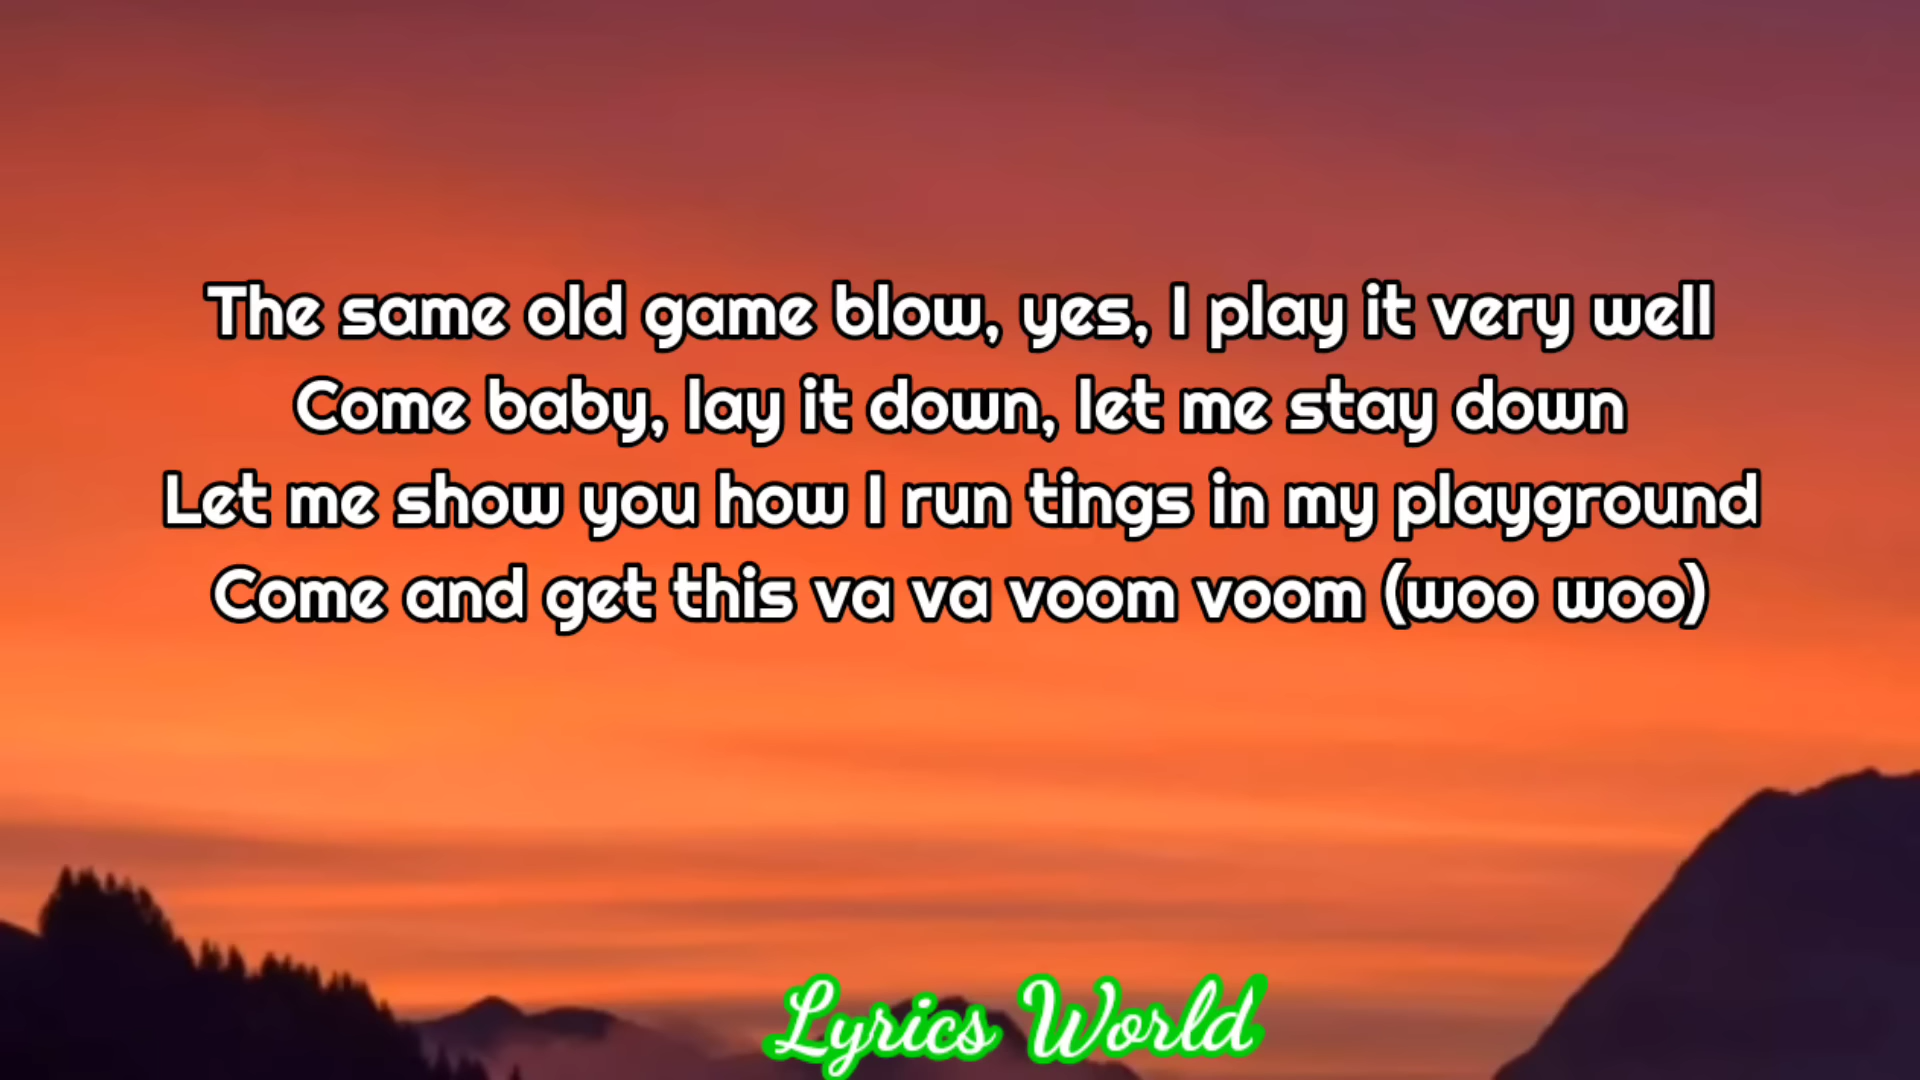 The same old game blow, yes, I play it very well
Come baby, lay it down, let me stay down
Let me show you how I run tings in my playground
Come and get this va va voom voom (woo woo)
Lyrics World